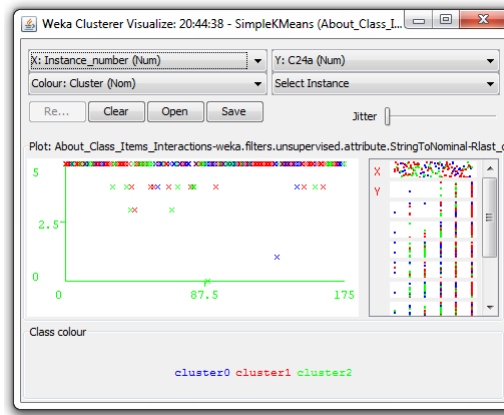 Weka Clusterer Visualize: 20:44:38 - SimpleKMeans (About_Class_I...
X: Instance_number (Num) Y: C24a (Num)
Colour: Cluster (Nom) Select Instance
Re... Clear Open Save Jitter
Plot: About_Class_Items_Interactions-weka.filters.unsupervised.attribute.StringToNominal-Rlast_
5
2.5
0
0 87.5 175
X
Y
Class colour
cluster0 cluster1 cluster2